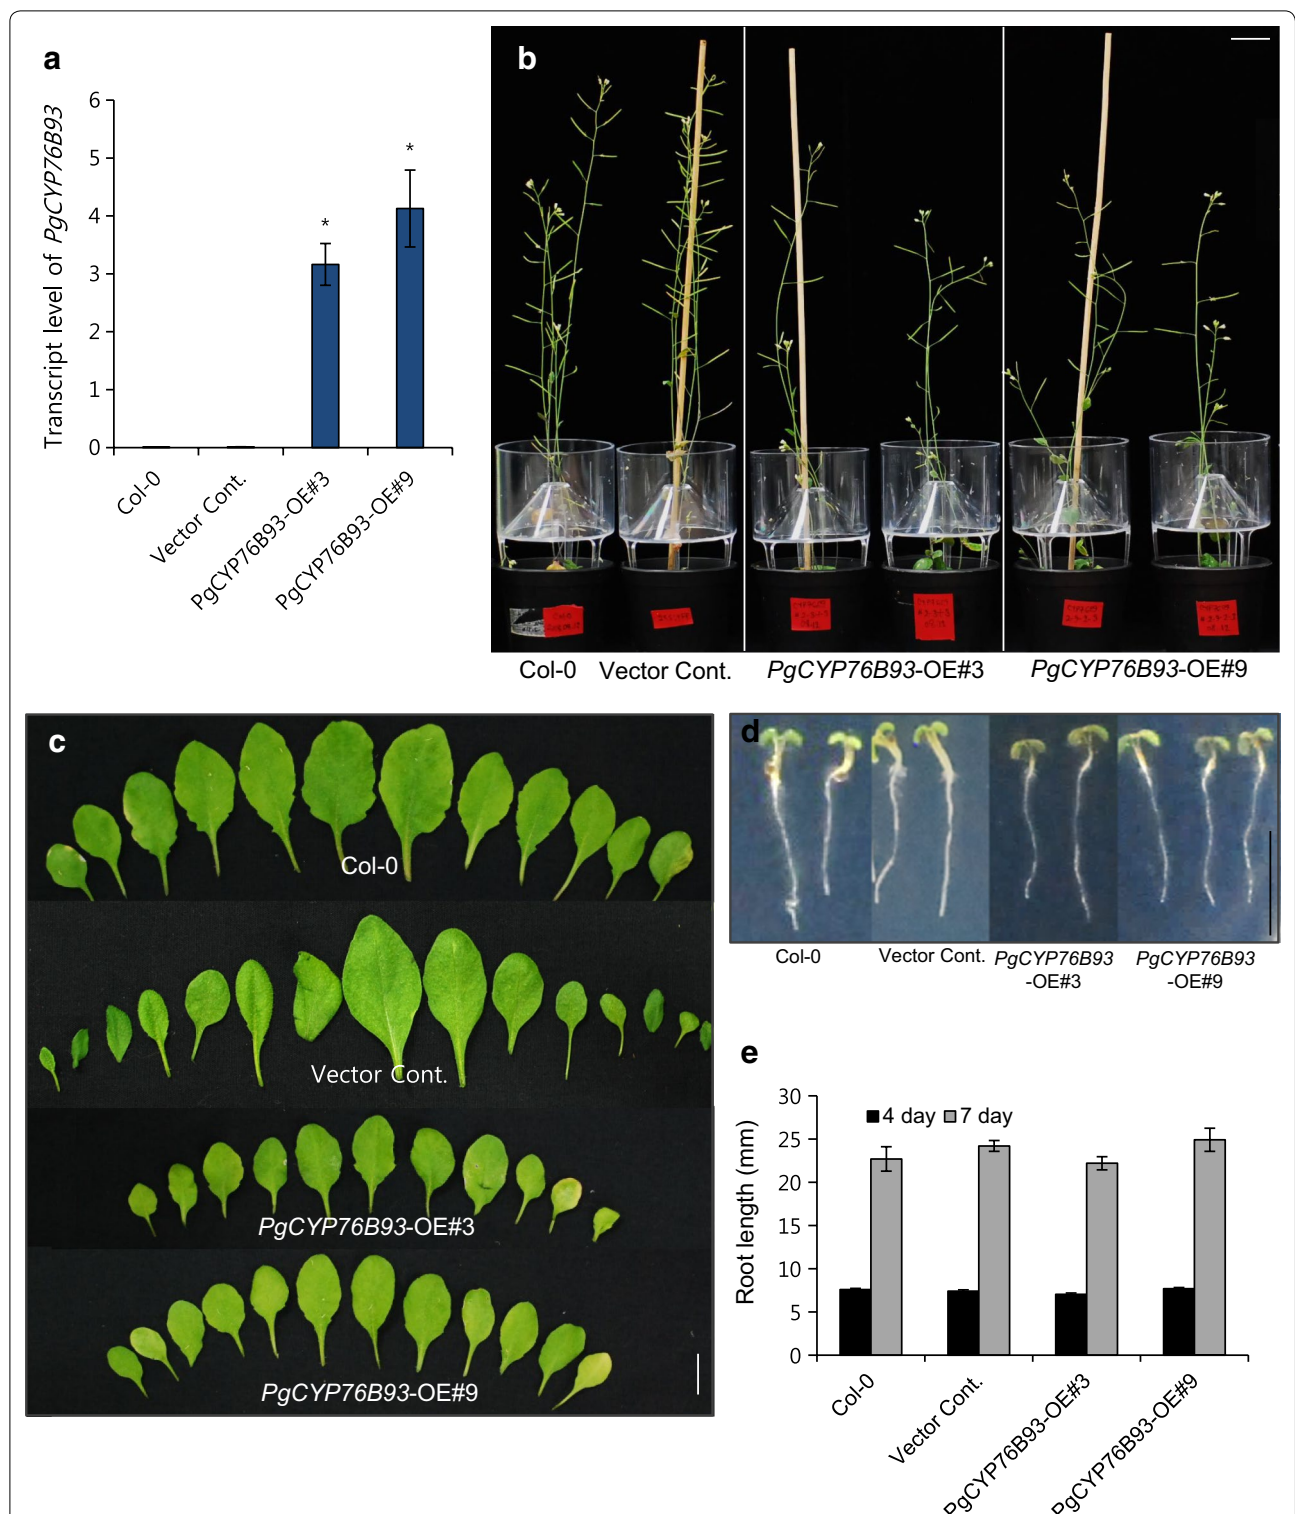 a
Transcript level of PgCYP76B93
6
5
4
3
2
1
0
*
*
Col-0
Vector Cont.
PgCYP76B93-OE#3
PgCYP76B93-OE#9
b
Col-0
Vector Cont.
PgCYP76B93-OE#3
PgCYP76B93-OE#9
c
Col-0
Vector Cont.
PgCYP76B93-OE#3
PgCYP76B93-OE#9
d
Col-0
Vector Cont.
PgCYP76B93
-OE#3
PgCYP76B93
-OE#9
e
Root length (mm)
30
25
20
15
10
5
0
4 day
7 day
Col-0
Vector Cont.
PgCYP76B93-OE#3
PgCYP76B93-OE#9